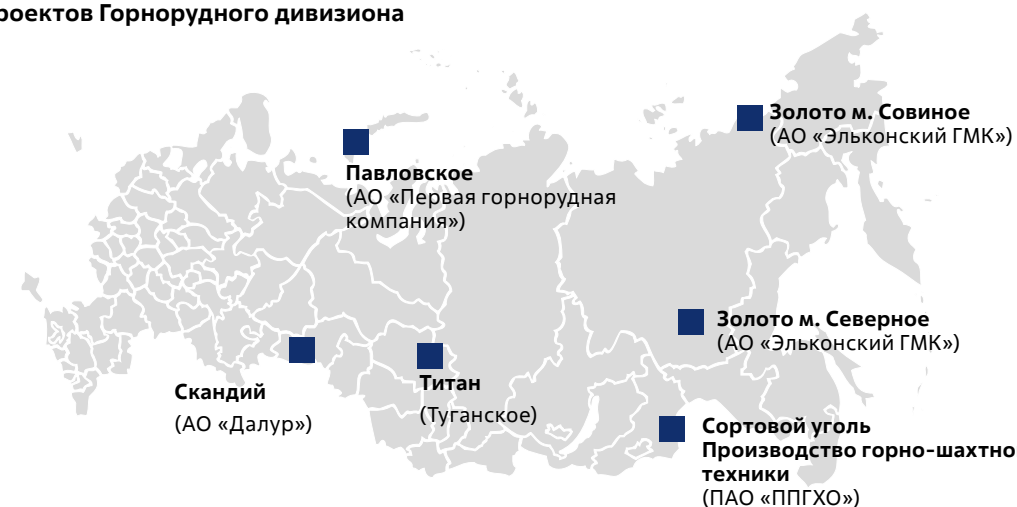 роектов Горнорудного дивизиона
Золото м. Совиное
(АО «Эльконский ГМК»)
Павловское
(АО «Первая горнорудная
компания»)
Золото м. Северное
(АО «Эльконский ГМК»)
Титан
(Туганское)
Скандий
(АО «Далур»)
Сортовой уголь
Производство горно-шахтно
техники
(ПАО «ППГХО»)